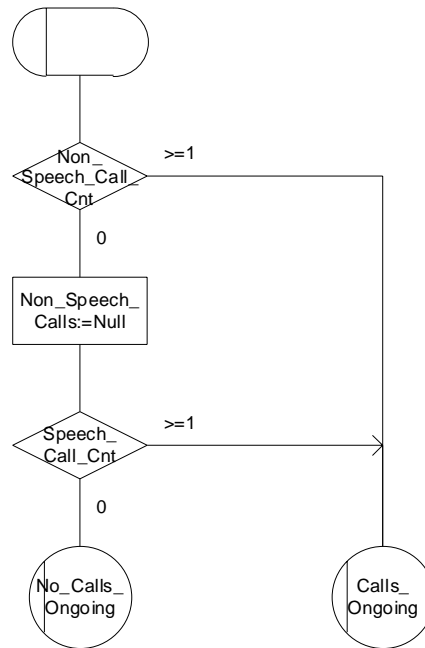 Non_
Speech_Call_
Cnt
>=1
0
Non_Speech_
Calls:=Null
Speech_
Call_Cnt
>=1
0
No_Calls_
Ongoing
Calls_
Ongoing